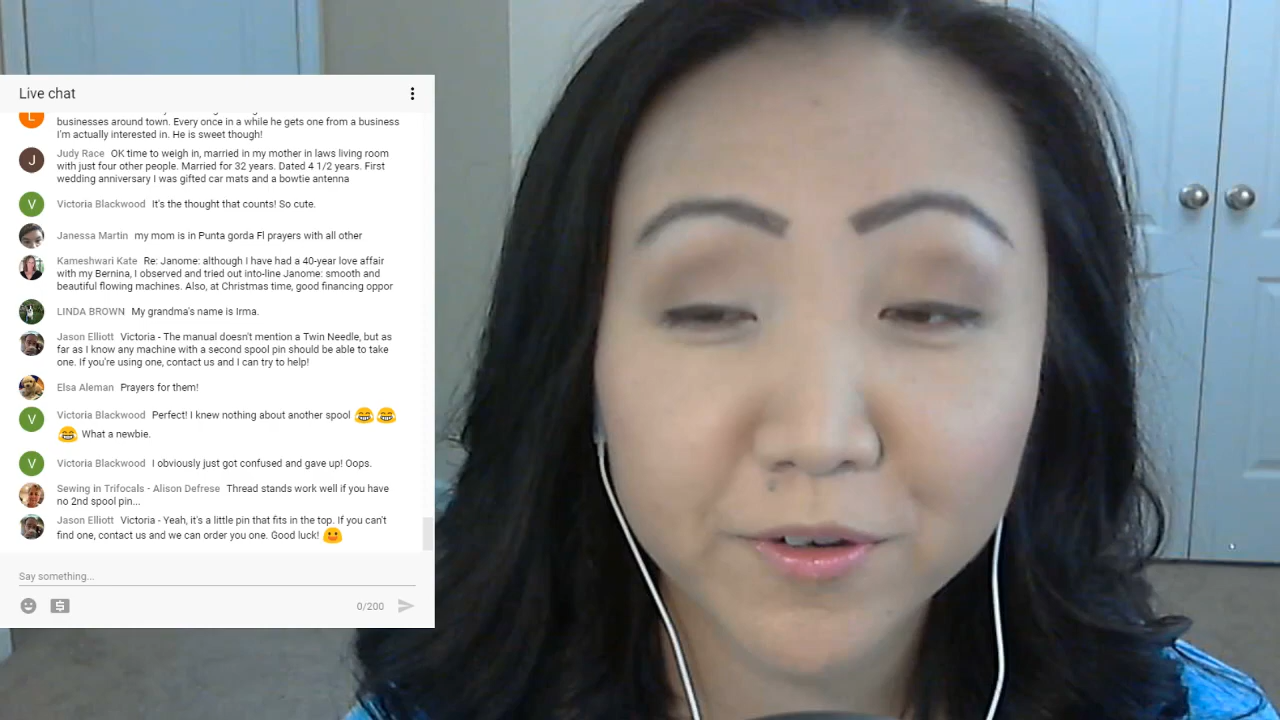 Live chat
L
businesses around town. Every once in a while he gets one from a business
I'm actually interested in. He is sweet though!
J
Judy Race OK time to weigh in, married in my mother in laws living room
with just four other people. Married for 32 years. Dated 4 1/2 years. First
wedding anniversary I was gifted car mats and a bowtie antenna
V
Victoria Blackwood It's the thought that counts! So cute.
Janessa Martin my mom is in Punta gorda Fl prayers with all other
Kameshwari Kate Re: Janome: although I have had a 40-year love affair
with my Bernina, I observed and tried out into-line Janome: smooth and
beautiful flowing machines. Also, at Christmas time, good financing oppor
LINDA BROWN My grandma's name is Irma.
Jason Elliott Victoria - The manual doesn't mention a Twin Needle, but as
far as I know any machine with a second spool pin should be able to take
one. If you're using one, contact us and I can try to help!
Elsa Aleman Prayers for them!
V
Victoria Blackwood Perfect! I knew nothing about another spool 😂 😂
😂 What a newbie.
V
Victoria Blackwood I obviously just got confused and gave up! Oops.
Sewing in Trifocals - Alison Defrese Thread stands work well if you have
no 2nd spool pin...
Jason Elliott Victoria - Yeah, it's a little pin that fits in the top. If you can't
find one, contact us and we can order you one. Good luck! 😀
Say something...
0/200